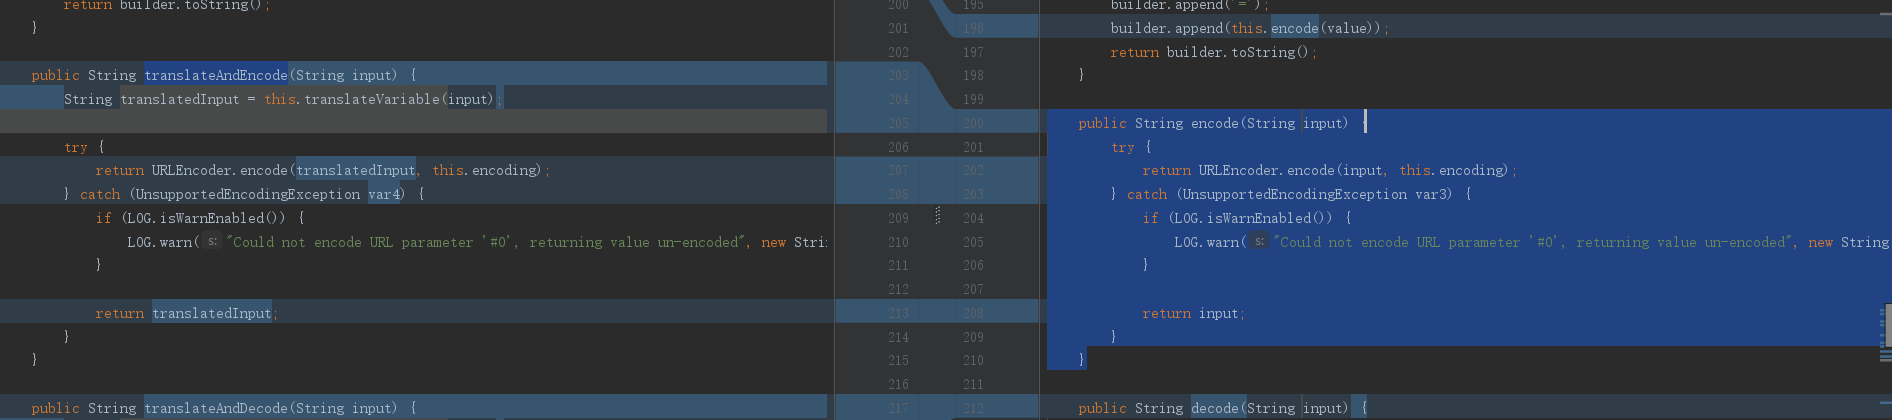 return builder.toString();
}
public String translateAndEncode(String input) {
String translatedInput = this.translateVariable(input);
try {
return URLEncoder.encode(translatedInput, this.encoding);
} catch (UnsupportedEncodingException var4) {
if (LOG.isWarnEnabled()) {
LOG.warn( s: "Could not encode URL parameter '#0', returning value un-encoded", new Stri
}
return translatedInput;
}
}
public String translateAndDecode(String input) {
200 195
201 196
202 197
203 198
204 199
205 200
206 201
207 202
208 203
209 204
210 205
211 206
212 207
213 208
214 209
215 210
216 211
217 212
builder.append('=');
builder.append(this.encode(value));
return builder.toString();
}
public String encode(String input) {
try {
return URLEncoder.encode(input, this.encoding);
} catch (UnsupportedEncodingException var3) {
if (LOG.isWarnEnabled()) {
LOG.warn( s: "Could not encode URL parameter '#0', returning value un-encoded", new String
}
return input;
}
}
public String decode(String input) {